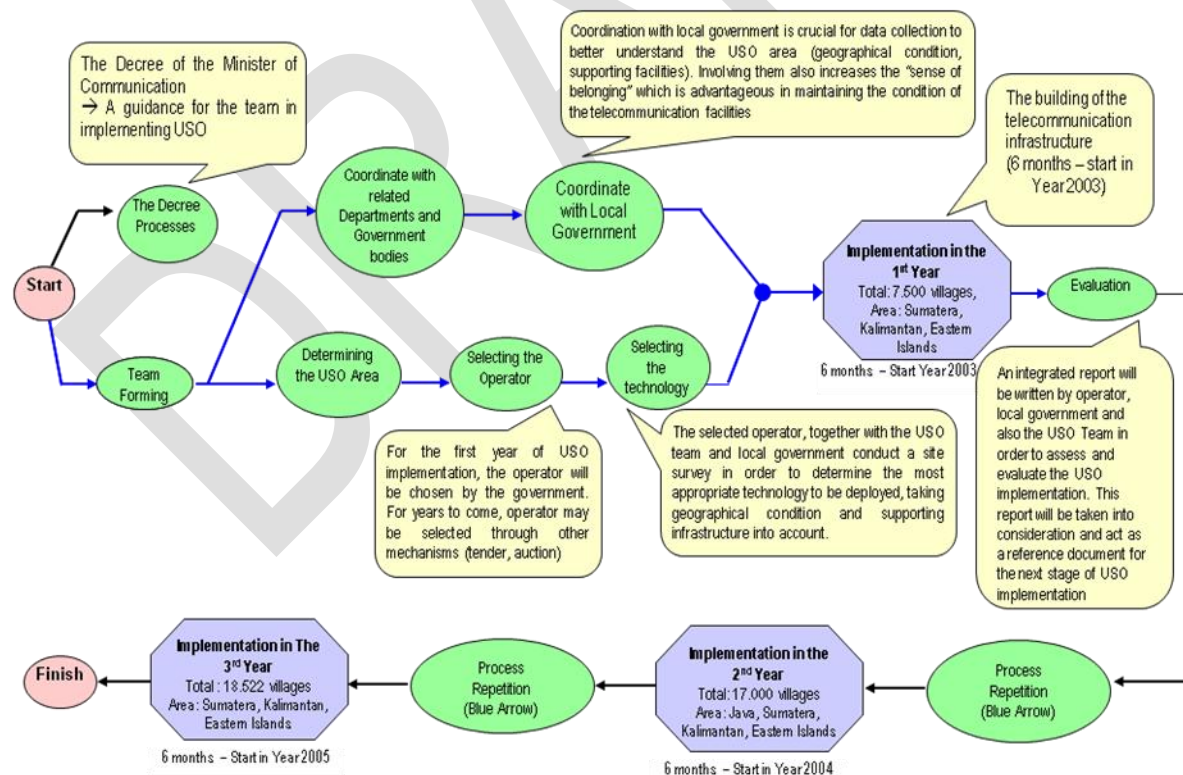 The Decree of the Minister of
Communication
→ A guidance for the team in
implementing USO
Coordination with local government is crucial for data collection to
better understand the USO area (geographical condition,
supporting facilities). Involving them also increases the “sense of
belonging” which is advantageous in maintaining the condition of
the telecommunication facilities
The building of the
telecommunication
infrastructure
(6 months – start in
Year 2003)
Start
The Decree
Processes
Coordinate with
related
Departments and
Government
bodies
Coordinate
with Local
Government
Team
Forming
Determining
the USO Area
Selecting the
Operator
Selecting
the
technology
Implementation in the
1st Year
Total: 7.500 villages,
Area: Sumatera,
Kalimantan, Eastern
Islands
6 months – Start Year 2003
Evaluation
For the first year of USO
implementation, the operator will
be chosen by the government.
For years to come, operator may
be selected through other
mechanisms (tender, auction)
The selected operator, together with the USO
team and local government conduct a site
survey in order to determine the most
appropriate technology to be deployed, taking
geographical condition and supporting
infrastructure into account.
An integrated report will
be written by operator,
local government and
also the USO Team in
order to assess and
evaluate the USO
implementation. This
report will be taken into
consideration and act as
a reference document for
the next stage of USO
implementation
Finish
Implementation in The
3rd Year
Total : 18.522 villages
Area: Sumatera, Kalimantan,
Eastern Islands
6 months – Start in Year 2005
Process
Repetition
(Blue Arrow)
Implementation in the
2nd Year
Total: 17.000 villages
Area: Java, Sumatera,
Kalimantan, Eastern Islands
6 months – Start in Year 2004
Process
Repetition
(Blue Arrow)